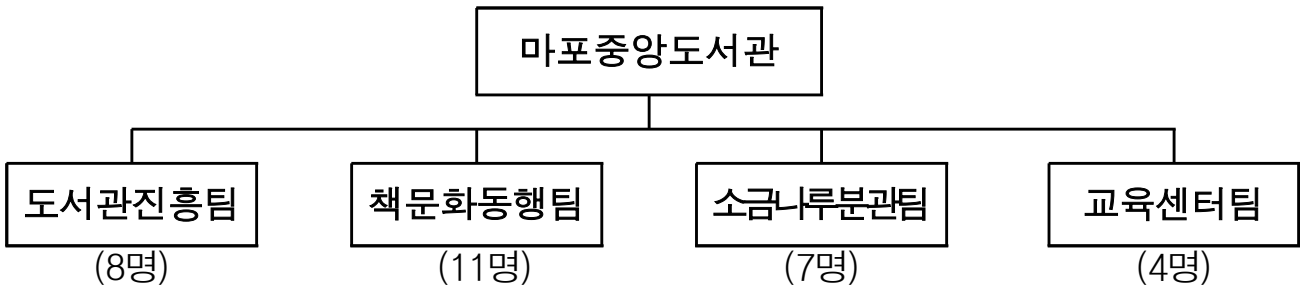 마포중앙도서관
도서관진흥팀 책문화동행팀 소금나루분관팀 교육센터팀
(8명) (11명) (7명) (4명)